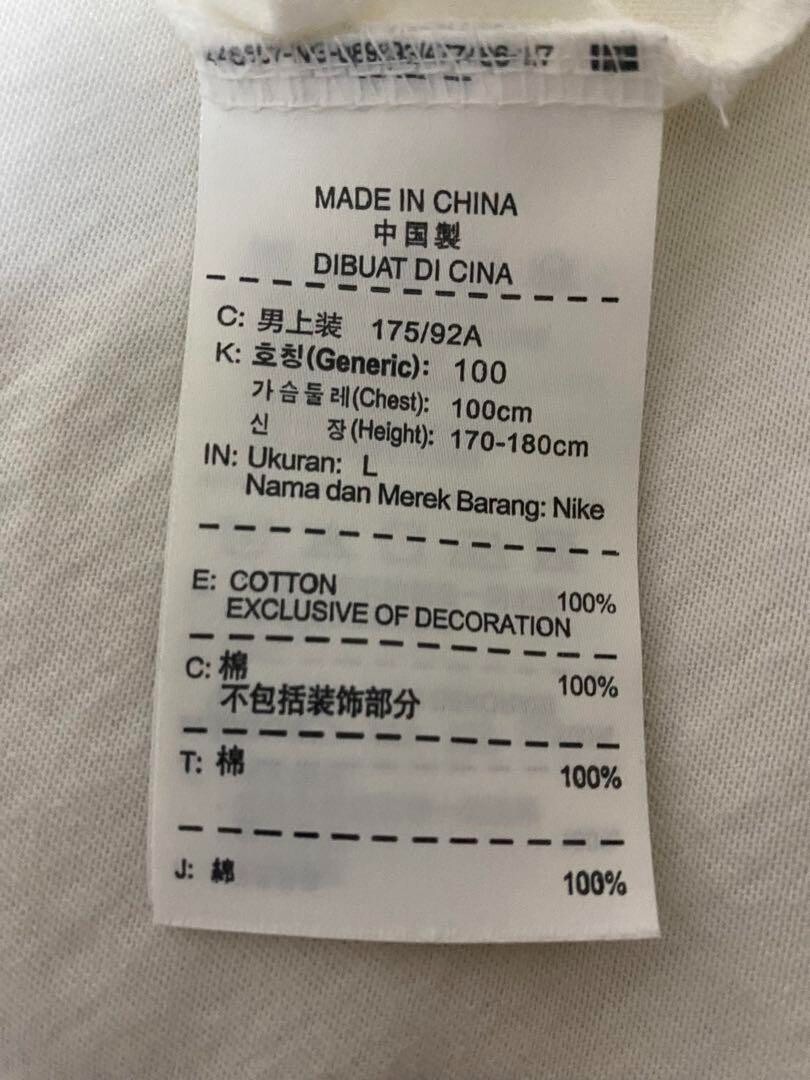 MADE IN CHINA
中国製
DIBUAT DI CINA
C: 男上装 175/92A
K: 호칭(Generic): 100
가슴둘레(Chest): 100cm
신 장(Height): 170-180cm
IN: Ukuran: L
Nama dan Merek Barang: Nike
E: COTTON 100%
EXCLUSIVE OF DECORATION
C: 棉 100%
不包括装饰部分
T: 棉 100%
J: 綿 100%